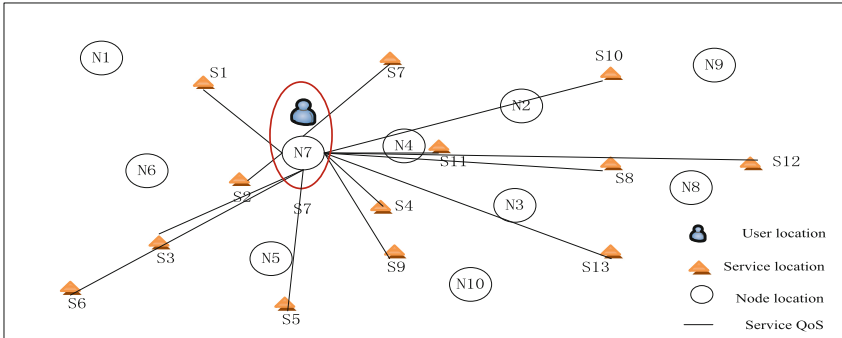 N1
S1
S7
S10
N9
N2
N4
N7
S11
S12
N6
S2
S8
N8
S7
S4
N3
User location
S3
N5
S9
S13
Service location
N10
S6
Node location
S5
Service QoS